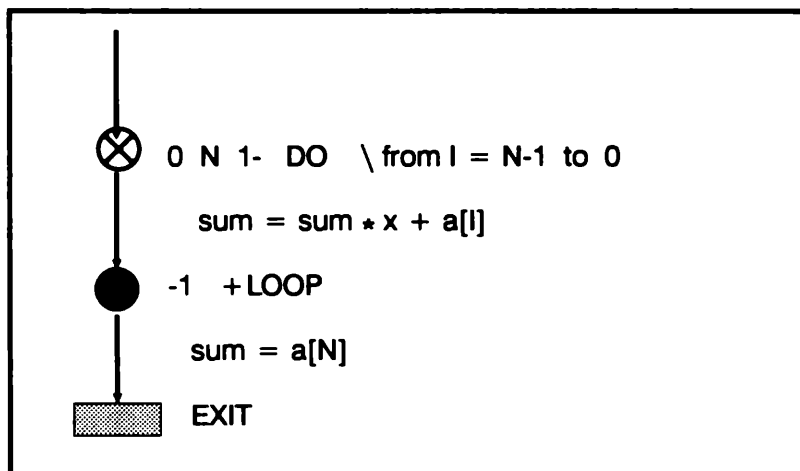 0 N 1- DO \ from I = N-1 to 0
sum = sum * x + a[I]
-1 +LOOP
sum = a[N]
EXIT